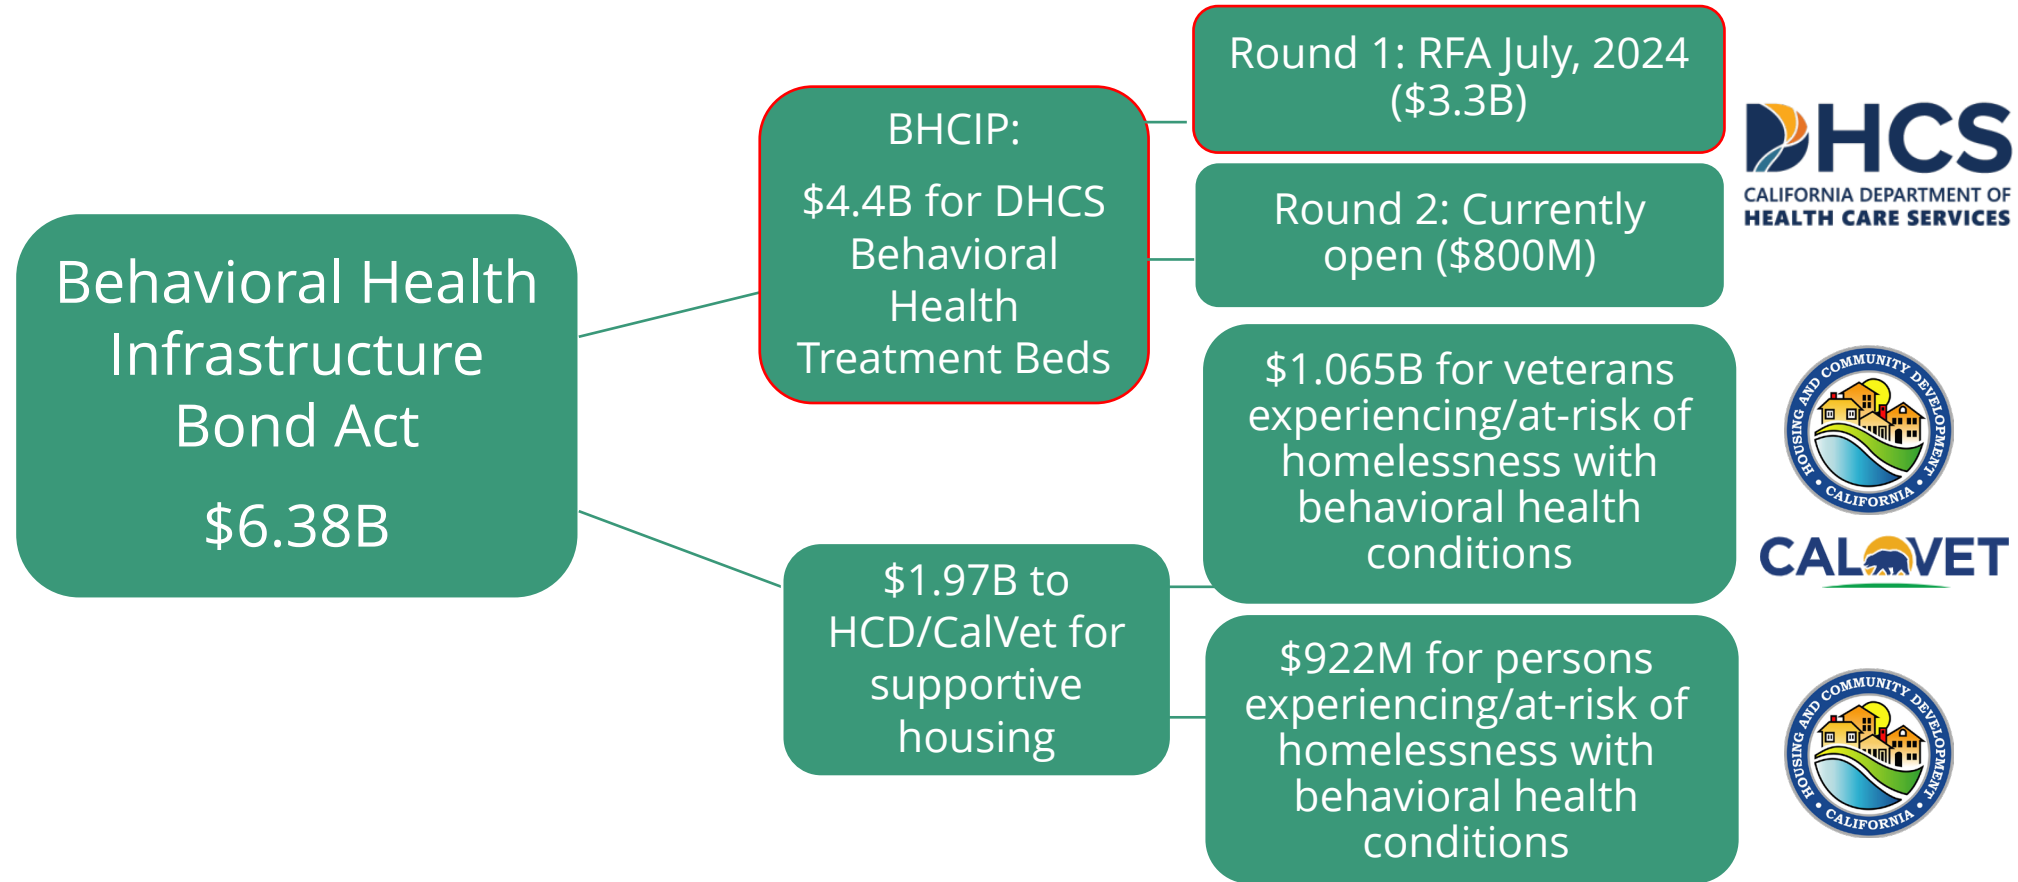 Behavioral Health
Infrastructure
Bond Act
$6.38B
BHCIP:
$4.4B for DHCS
Behavioral
Health
Treatment Beds
Round 1: RFA July, 2024
($3.3B)
Round 2: Currently
open ($800M)
DHCS
CALIFORNIA DEPARTMENT OF
HEALTH CARE SERVICES
$1.97B to
HCD/CalVet for
supportive
housing
$1.065B for veterans
experiencing/at-risk of
homelessness with
behavioral health
conditions
HOUSING AND COMMUNITY DEVELOPMENT
• CALIFORNIA •
CALVET
$922M for persons
experiencing/at-risk of
homelessness with
behavioral health
conditions
HOUSING AND COMMUNITY DEVELOPMENT
• CALIFORNIA •